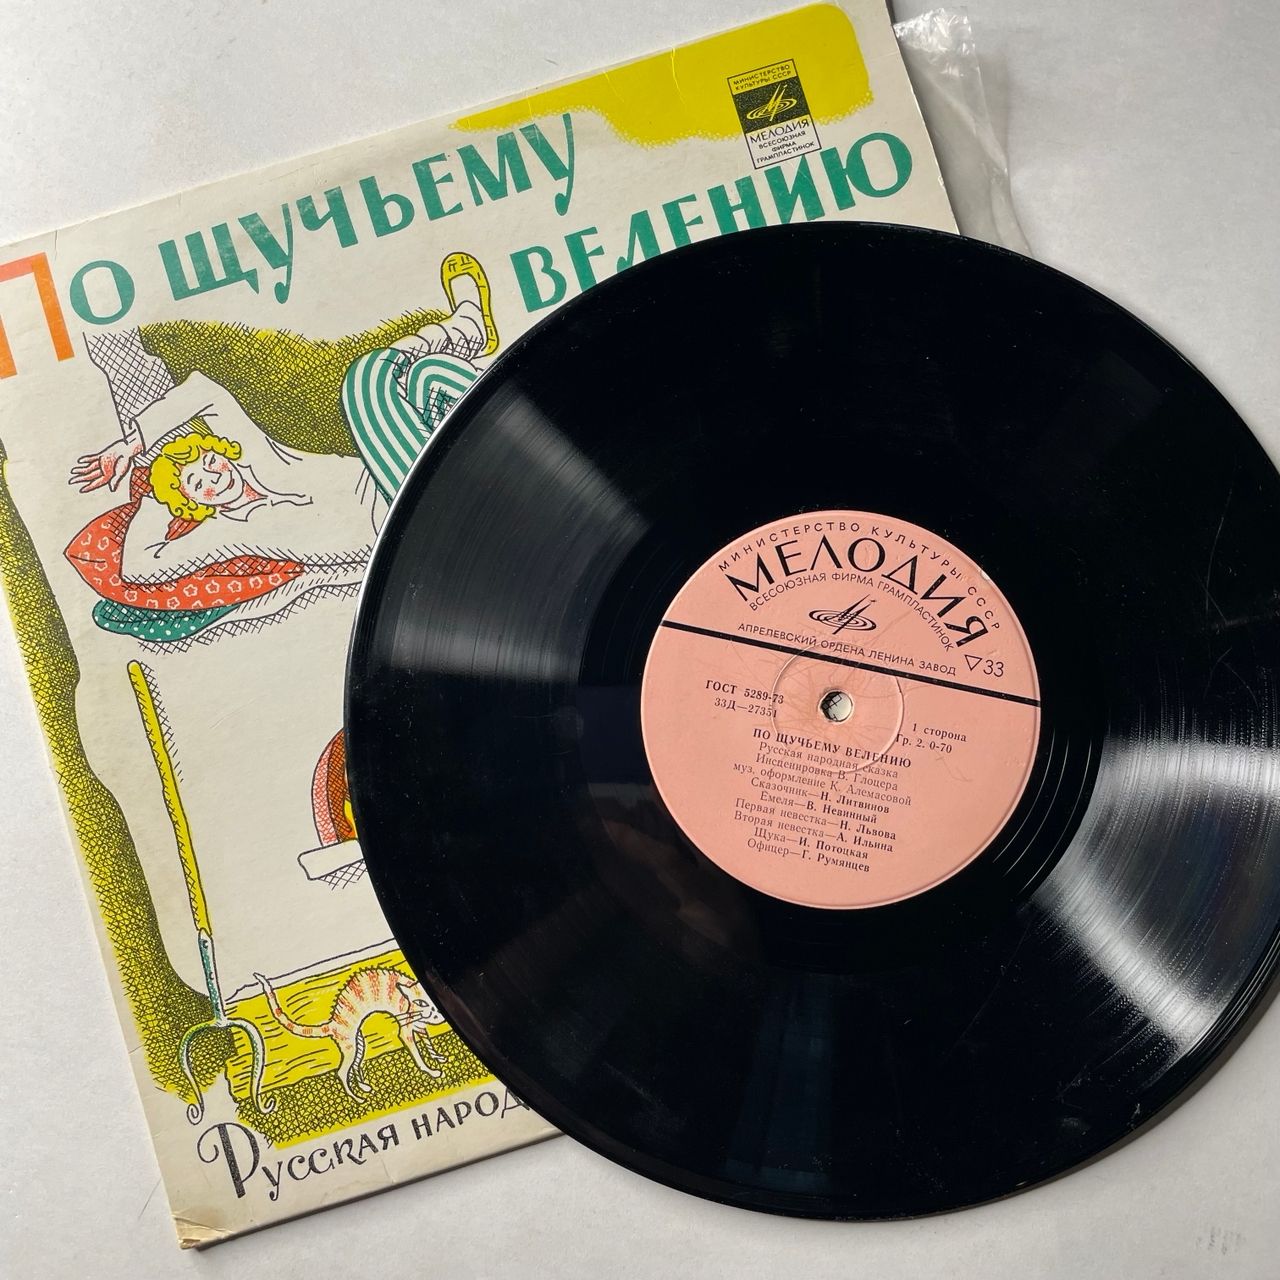 МИНИСТЕРСТВО
КУЛЬТУРЫ СССР
МЕЛОДИЯ
ВСЕСОЮЗНАЯ
ФИРМА
ГРАМПЛАСТИНОК
ПО ЩУЧЬЕМУ
ВЕЛЕНИЮ
РУССКАЯ НАРОД
МИНИСТЕРСТВО КУЛЬТУРЫ СССР
МЕЛОДИЯ
ВСЕСОЮЗНАЯ ФИРМА ГРАМПЛАСТИНОК
АПРЕЛЕВСКИЙ ОРДЕНА ЛЕНИНА ЗАВОД
33
ГОСТ 5289-73
33Д—27351
1 сторона
Гр. 2. 0-70
ПО ЩУЧЬЕМУ ВЕЛЕНИЮ
Русская народная сказка
Инсценировка В. Глоцера
муз. оформление К. Алемасовой
Сказочник—Н. Литвинов
Емеля—В. Невинный
Первая невестка—Н. Львова
Вторая невестка—А. Ильина
Щука—И. Потоцкая
Офицер—Г. Румянцев